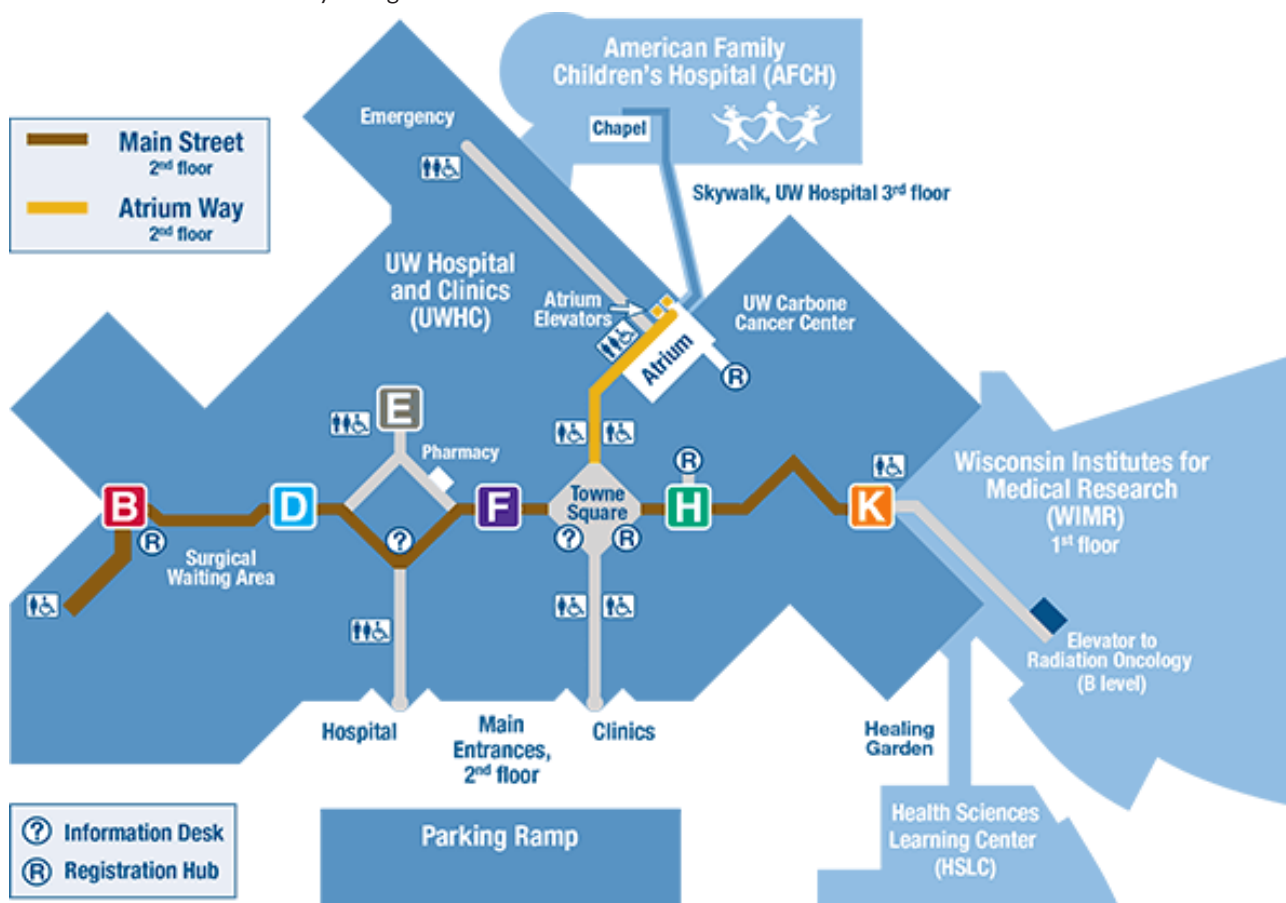 American Family
Children's Hospital (AFCH)
Emergency
Chapel
Main Street
2nd floor
Atrium Way
2nd floor
Skywalk, UW Hospital 3rd floor
UW Hospital
and Clinics
(UWHC)
Atrium
Elevators
UW Carbone
Cancer Center
Atrium
R
E
Pharmacy
R
Wisconsin Institutes for
Medical Research
(WIMR)
1st floor
B
D
F
Towne
Square
H
K
R
?
?
R
Surgical
Waiting Area
Elevator to
Radiation Oncology
(B level)
Hospital
Main
Entrances,
2nd floor
Clinics
Healing
Garden
? Information Desk
R Registration Hub
Parking Ramp
Health Sciences
Learning Center
(HSLC)